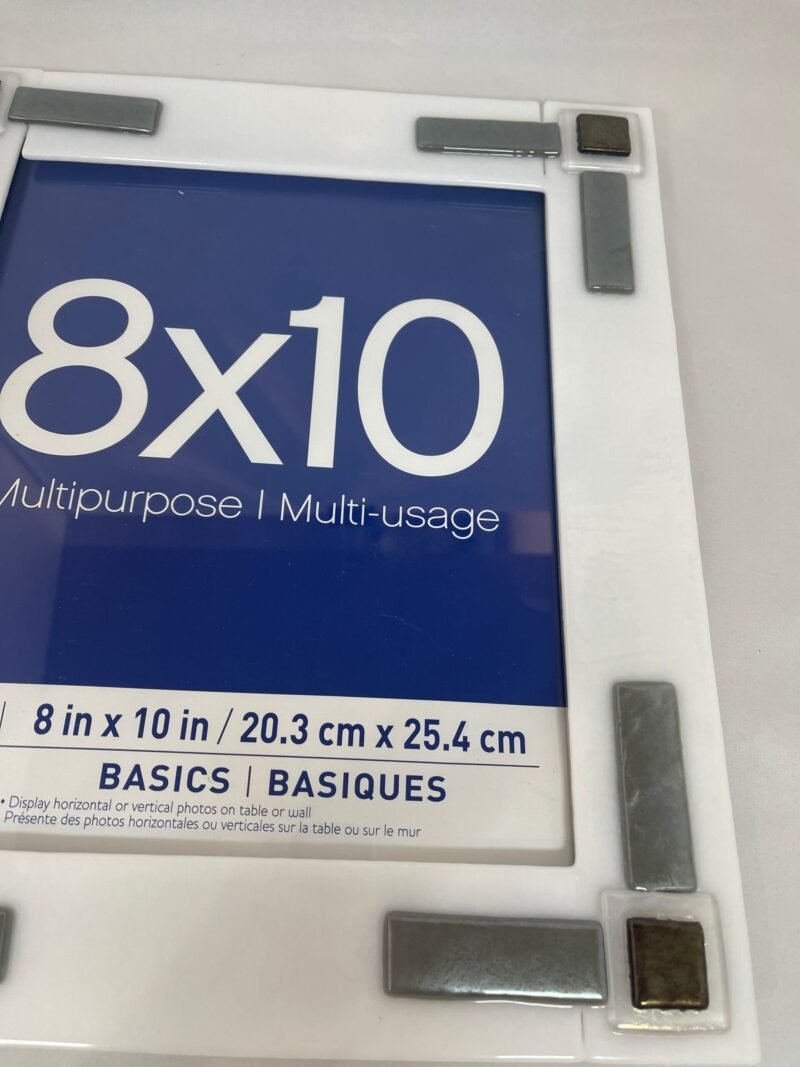 8x10
Multipurpose | Multi-usage
| 8 in x 10 in / 20.3 cm x 25.4 cm
BASICS | BASIQUES
• Display horizontal or vertical photos on table or wall
Présente des photos horizontales ou verticales sur la table ou sur le mur